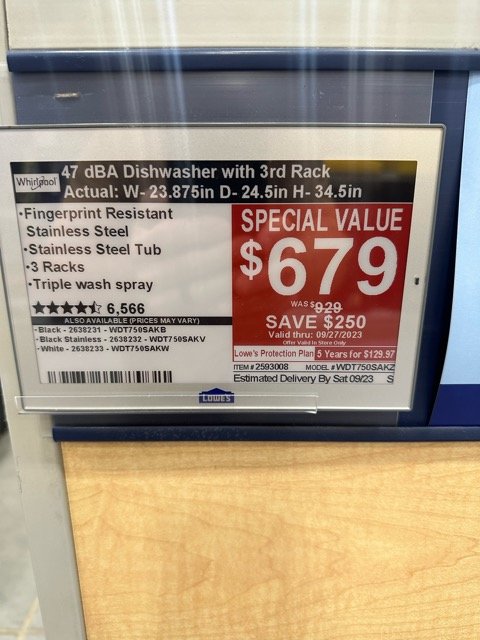 Whirlpool
47 dBA Dishwasher with 3rd Rack
Actual: W- 23.875in D- 24.5in H- 34.5in
•Fingerprint Resistant
Stainless Steel
•Stainless Steel Tub
•3 Racks
•Triple wash spray
6,566
ALSO AVAILABLE (PRICES MAY VARY)
•Black - 2638231 - WDT750SAKB
•Black Stainless - 2638232 - WDT750SAKV
•White - 2638233 - WDT750SAKW
SPECIAL VALUE
$679
WAS $929
SAVE $250
Valid thru: 09/27/2023
Offer Valid In Store Only
Lowe's Protection Plan 5 Years for $129.97
ITEM # 2593008 MODEL # WDT750SAKZ
Estimated Delivery By Sat 09/23 S
LOWE'S